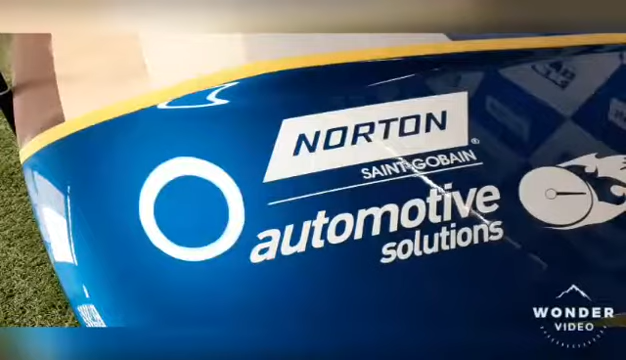 NORTON
®
SAINT-GOBAIN
automotive
solutions
WONDER
VIDEO